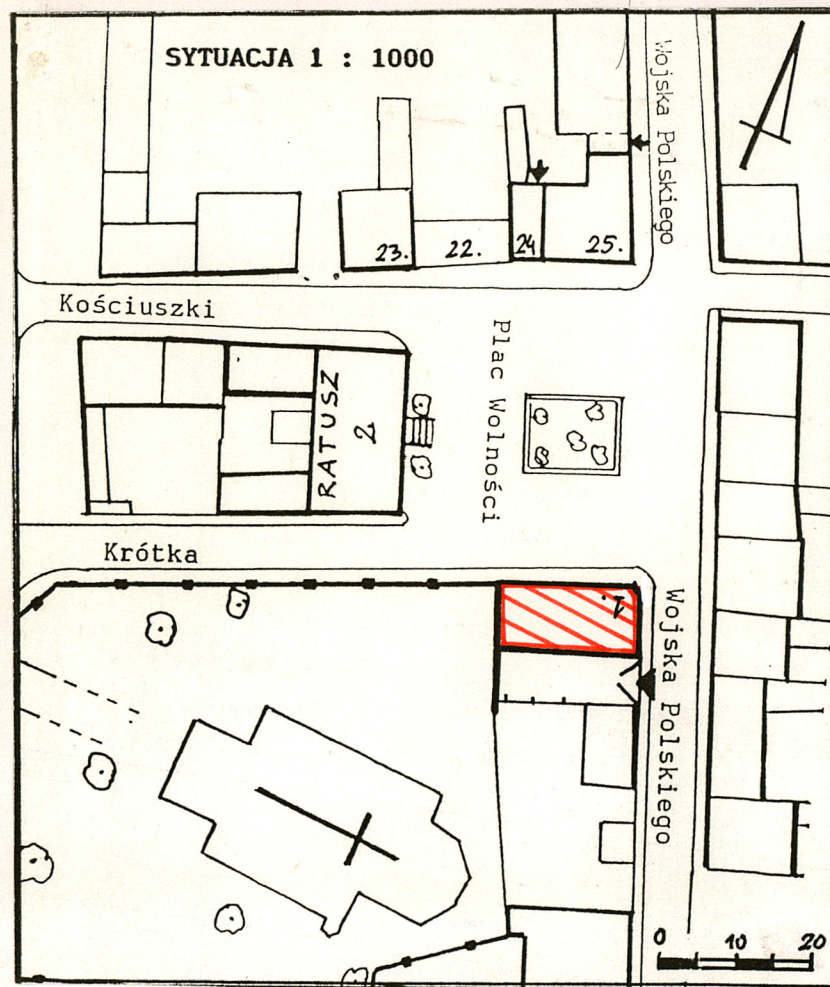 SYTUACJA 1 : 1000
Wojska Polskiego
23.
22.
24
25.
Kościuszki
Plac Wolności
RATUSZ
2
Krótka
1.
Wojska Polskiego
0 10 20